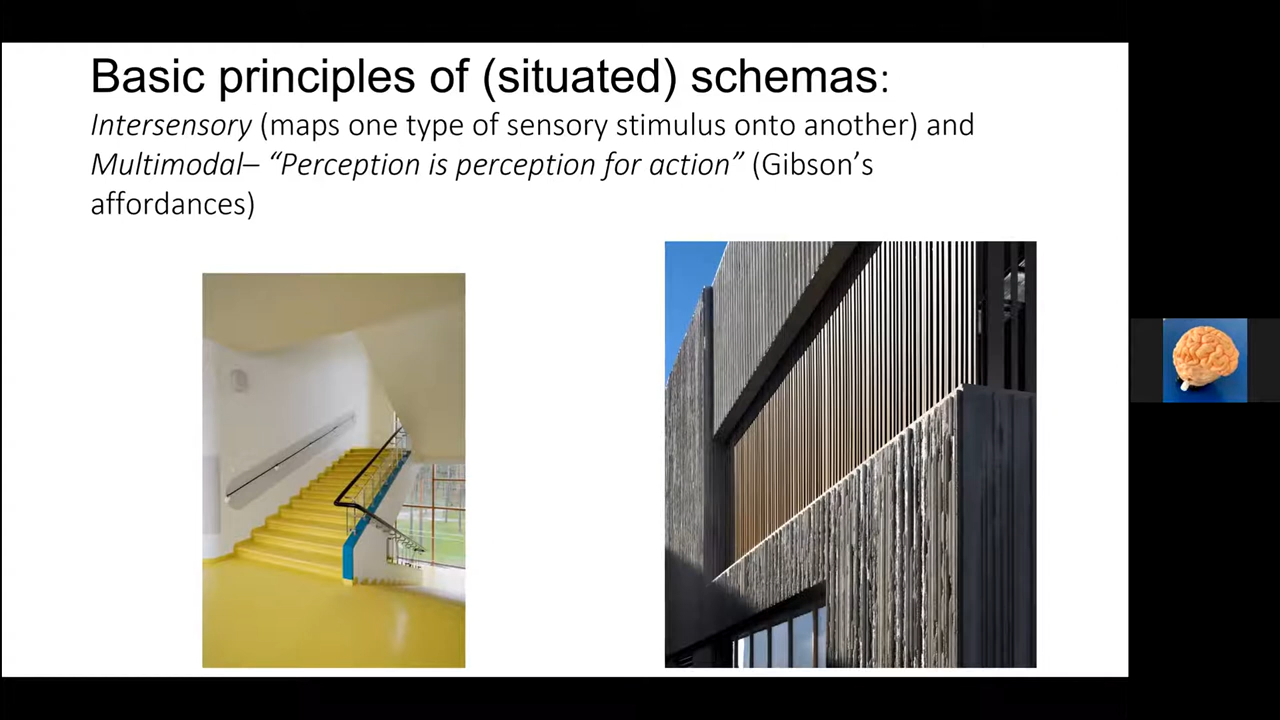 Basic principles of (situated) schemas:
Intersensory (maps one type of sensory stimulus onto another) and
Multimodal– “Perception is perception for action” (Gibson’s
affordances)